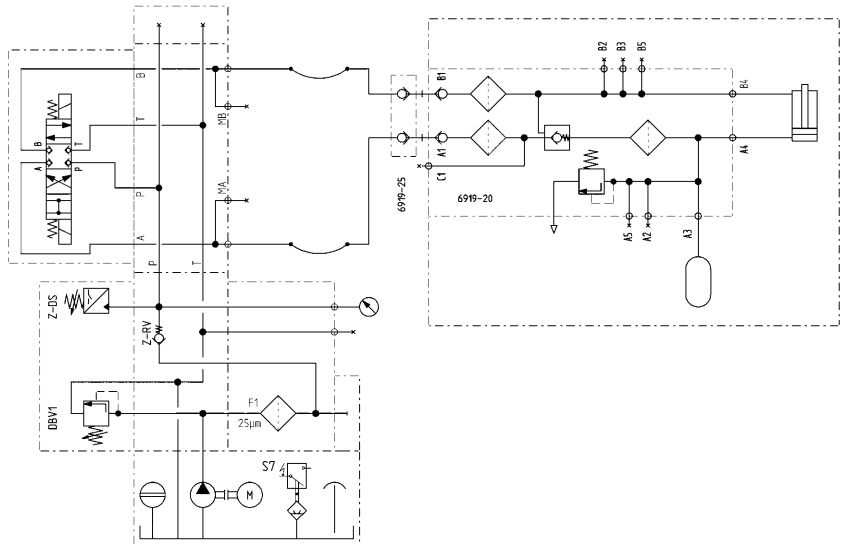 B2
B3
B5
B
B1
B4
MB
T
B
T
A
P
A1
A4
C1
6919-25
6919-20
MA
P
A
A5
A2
A3
P
T
Z-DS
Z-RV
DBV1
F1
25µm
S7
M